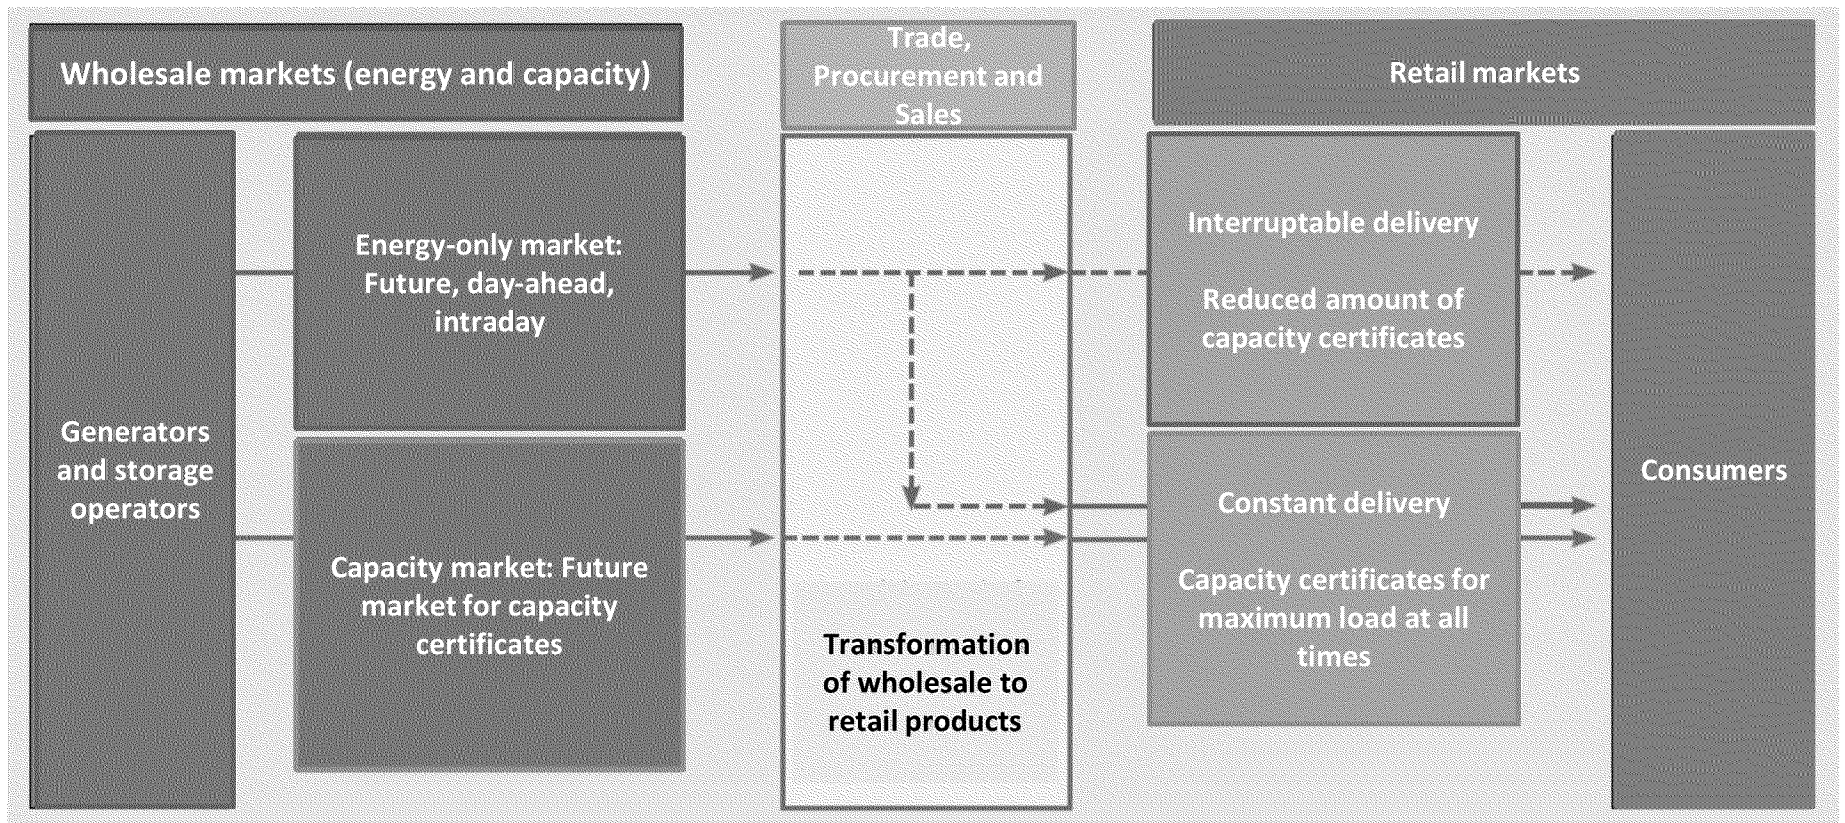 Wholesale markets (energy and capacity)
Trade,
Procurement and
Sales
Retail markets
Generators
and storage
operators
Energy-only market:
Future, day-ahead,
intraday
Capacity market: Future
market for capacity
certificates
Transformation
of wholesale to
retail products
Interruptable delivery
Reduced amount of
capacity certificates
Constant delivery
Capacity certificates for
maximum load at all
times
Consumers